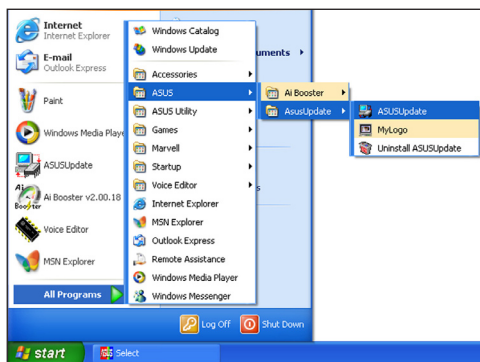 Internet
Internet Explorer
E-mail
Outlook Express
Paint
Windows Media Playe
ASUSUpdate
Ai Booster v2.00.18
Voice Editor
MSN Explorer
All Programs
Windows Catalog
Windows Update
Accessories
ASUS
ASUS Utility
Games
Marvell
Startup
Voice Editor
Internet Explorer
MSN Explorer
Outlook Express
Remote Assistance
Windows Media Player
Windows Messenger
uments
s
Ai Booster
AsusUpdate
ASUSUpdate
MyLogo
Uninstall ASUSUpdate
Log Off
Shut Down
start
Select